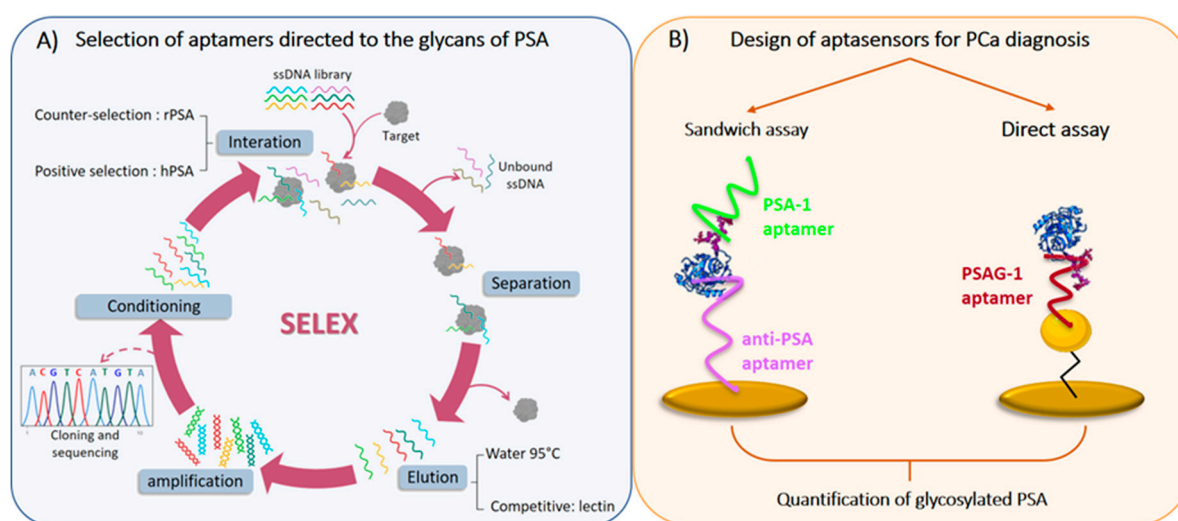 A) Selection of aptamers directed to the glycans of PSA
ssDNA library
Counter-selection : rPSA
Target
Interation
Positive selection : hPSA
Unbound
ssDNA
Separation
Conditioning
SELEX
A C G T C A T G T A
Cloning and
sequencing
amplification
Elution
Water 95°C
Competitive: lectin
B) Design of aptasensors for PCa diagnosis
Sandwich assay
Direct assay
PSA-1
aptamer
PSAG-1
aptamer
anti-PSA
aptamer
Quantification of glycosylated PSA